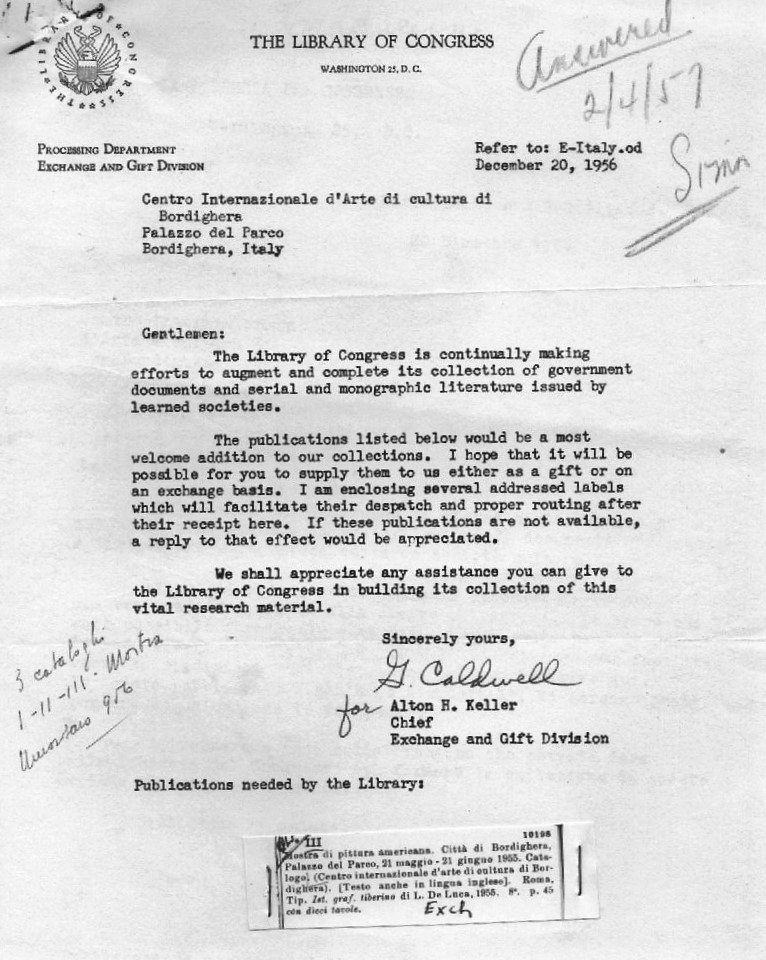 THE LIBRARY OF CONGRESS
THE LIBRARY OF CONGRESS
WASHINGTON 25, D. C.
Answered
2/4/57
PROCESSING DEPARTMENT
EXCHANGE AND GIFT DIVISION
Refer to: E-Italy.od
December 20, 1956
Centro Internazionale d'Arte di cultura di
Bordighera
Palazzo del Parco
Bordighera, Italy
Gentlemen:
The Library of Congress is continually making
efforts to augment and complete its collection of government
documents and serial and monographic literature issued by
learned societies.
The publications listed below would be a most
welcome addition to our collections. I hope that it will be
possible for you to supply them to us either as a gift or on
an exchange basis. I am enclosing several addressed labels
which will facilitate their despatch and proper routing after
their receipt here. If these publications are not available,
a reply to that effect would be appreciated.
We shall appreciate any assistance you can give to
the Library of Congress in building its collection of this
vital research material.
Sincerely yours,
G. Caldwell
for Alton H. Keller
Chief
Exchange and Gift Division
3 cataloghi
I-II-III Mostra
956
Publications needed by the Library:
III 10198
Mostra di pittura americana. Città di Bordighera,
Palazzo del Parco, 21 maggio - 21 giugno 1955. Cata-
logo. (Centro internazionale d'arte di cultura di Bor-
dighera). [Testo anche in lingua inglese]. Roma,
Tip. Ist. graf. tiberino di L. De Luca, 1955. 8º. p. 45
con dieci tavole. Exch